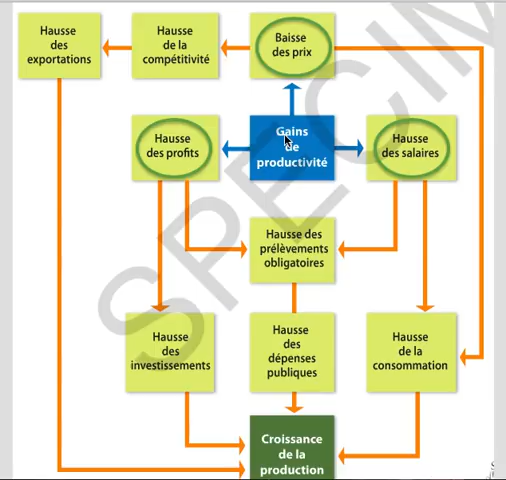 Hausse
des
exportations
Hausse
de la
compétitivité
Baisse
des prix
Hausse
des profits
Gains
de
productivité
Hausse
des salaires
Hausse des
prélèvements
obligatoires
Hausse
des
investissements
Hausse
des
dépenses
publiques
Hausse
de la
consommation
Croissance
de la
production
SPECIM